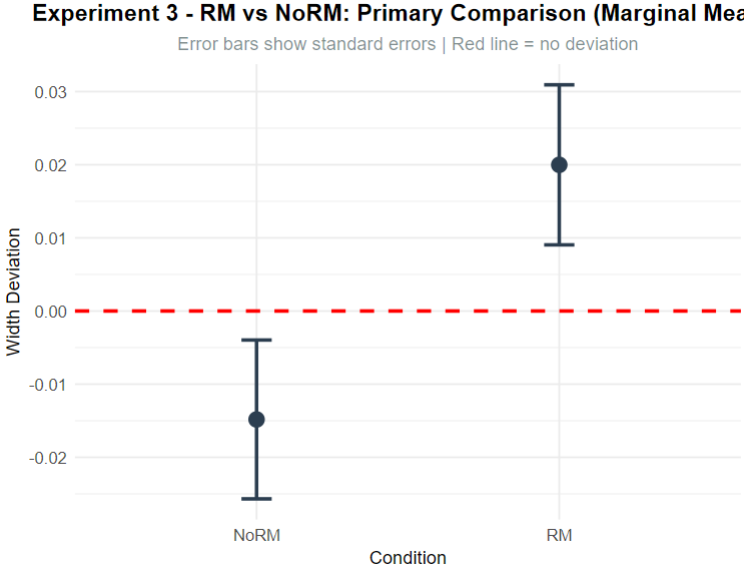 Experiment 3 - RM vs NoRM: Primary Comparison (Marginal Mea
Error bars show standard errors | Red line = no deviation
0.03
0.02
0.01
0.00
-0.01
-0.02
Width Deviation
NoRM RM
Condition